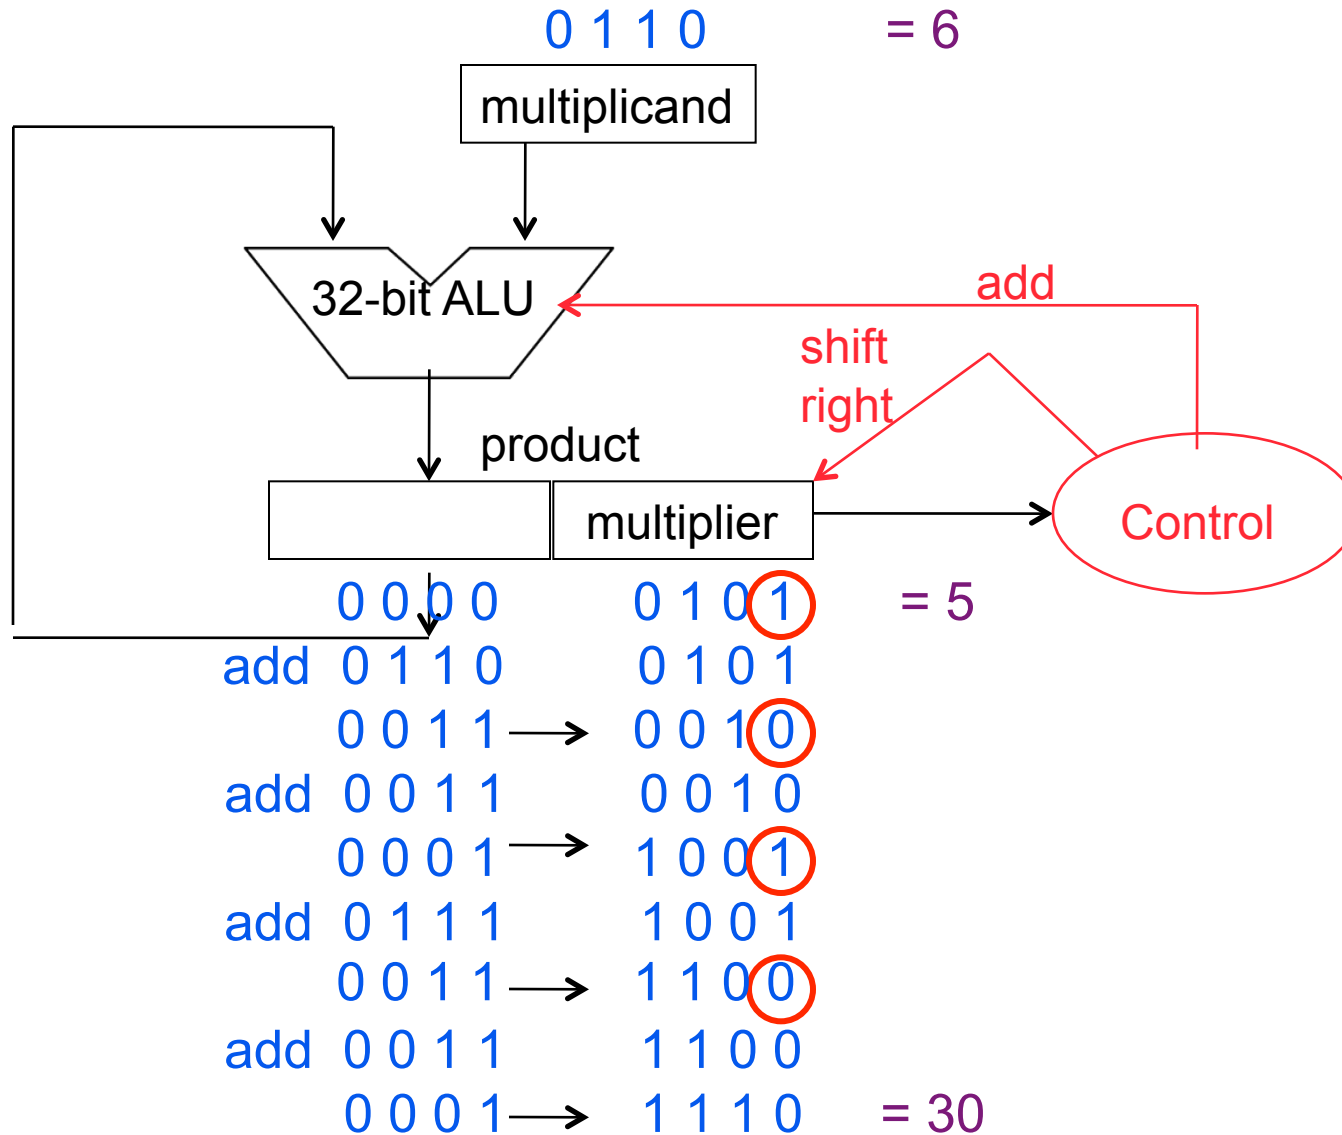 0 1 1 0 = 6
multiplicand
32-bit ALU
add
shift
right
product
multiplier
Control
0 0 0 0 0 1 0 1 = 5
add 0 1 1 0 0 1 0 1
0 0 1 1 0 0 1 0
add 0 0 1 1 0 0 1 0
0 0 0 1 1 0 0 1
add 0 1 1 1 1 0 0 1
0 0 1 1 1 1 0 0
add 0 0 1 1 1 1 0 0
0 0 0 1 1 1 1 0 = 30